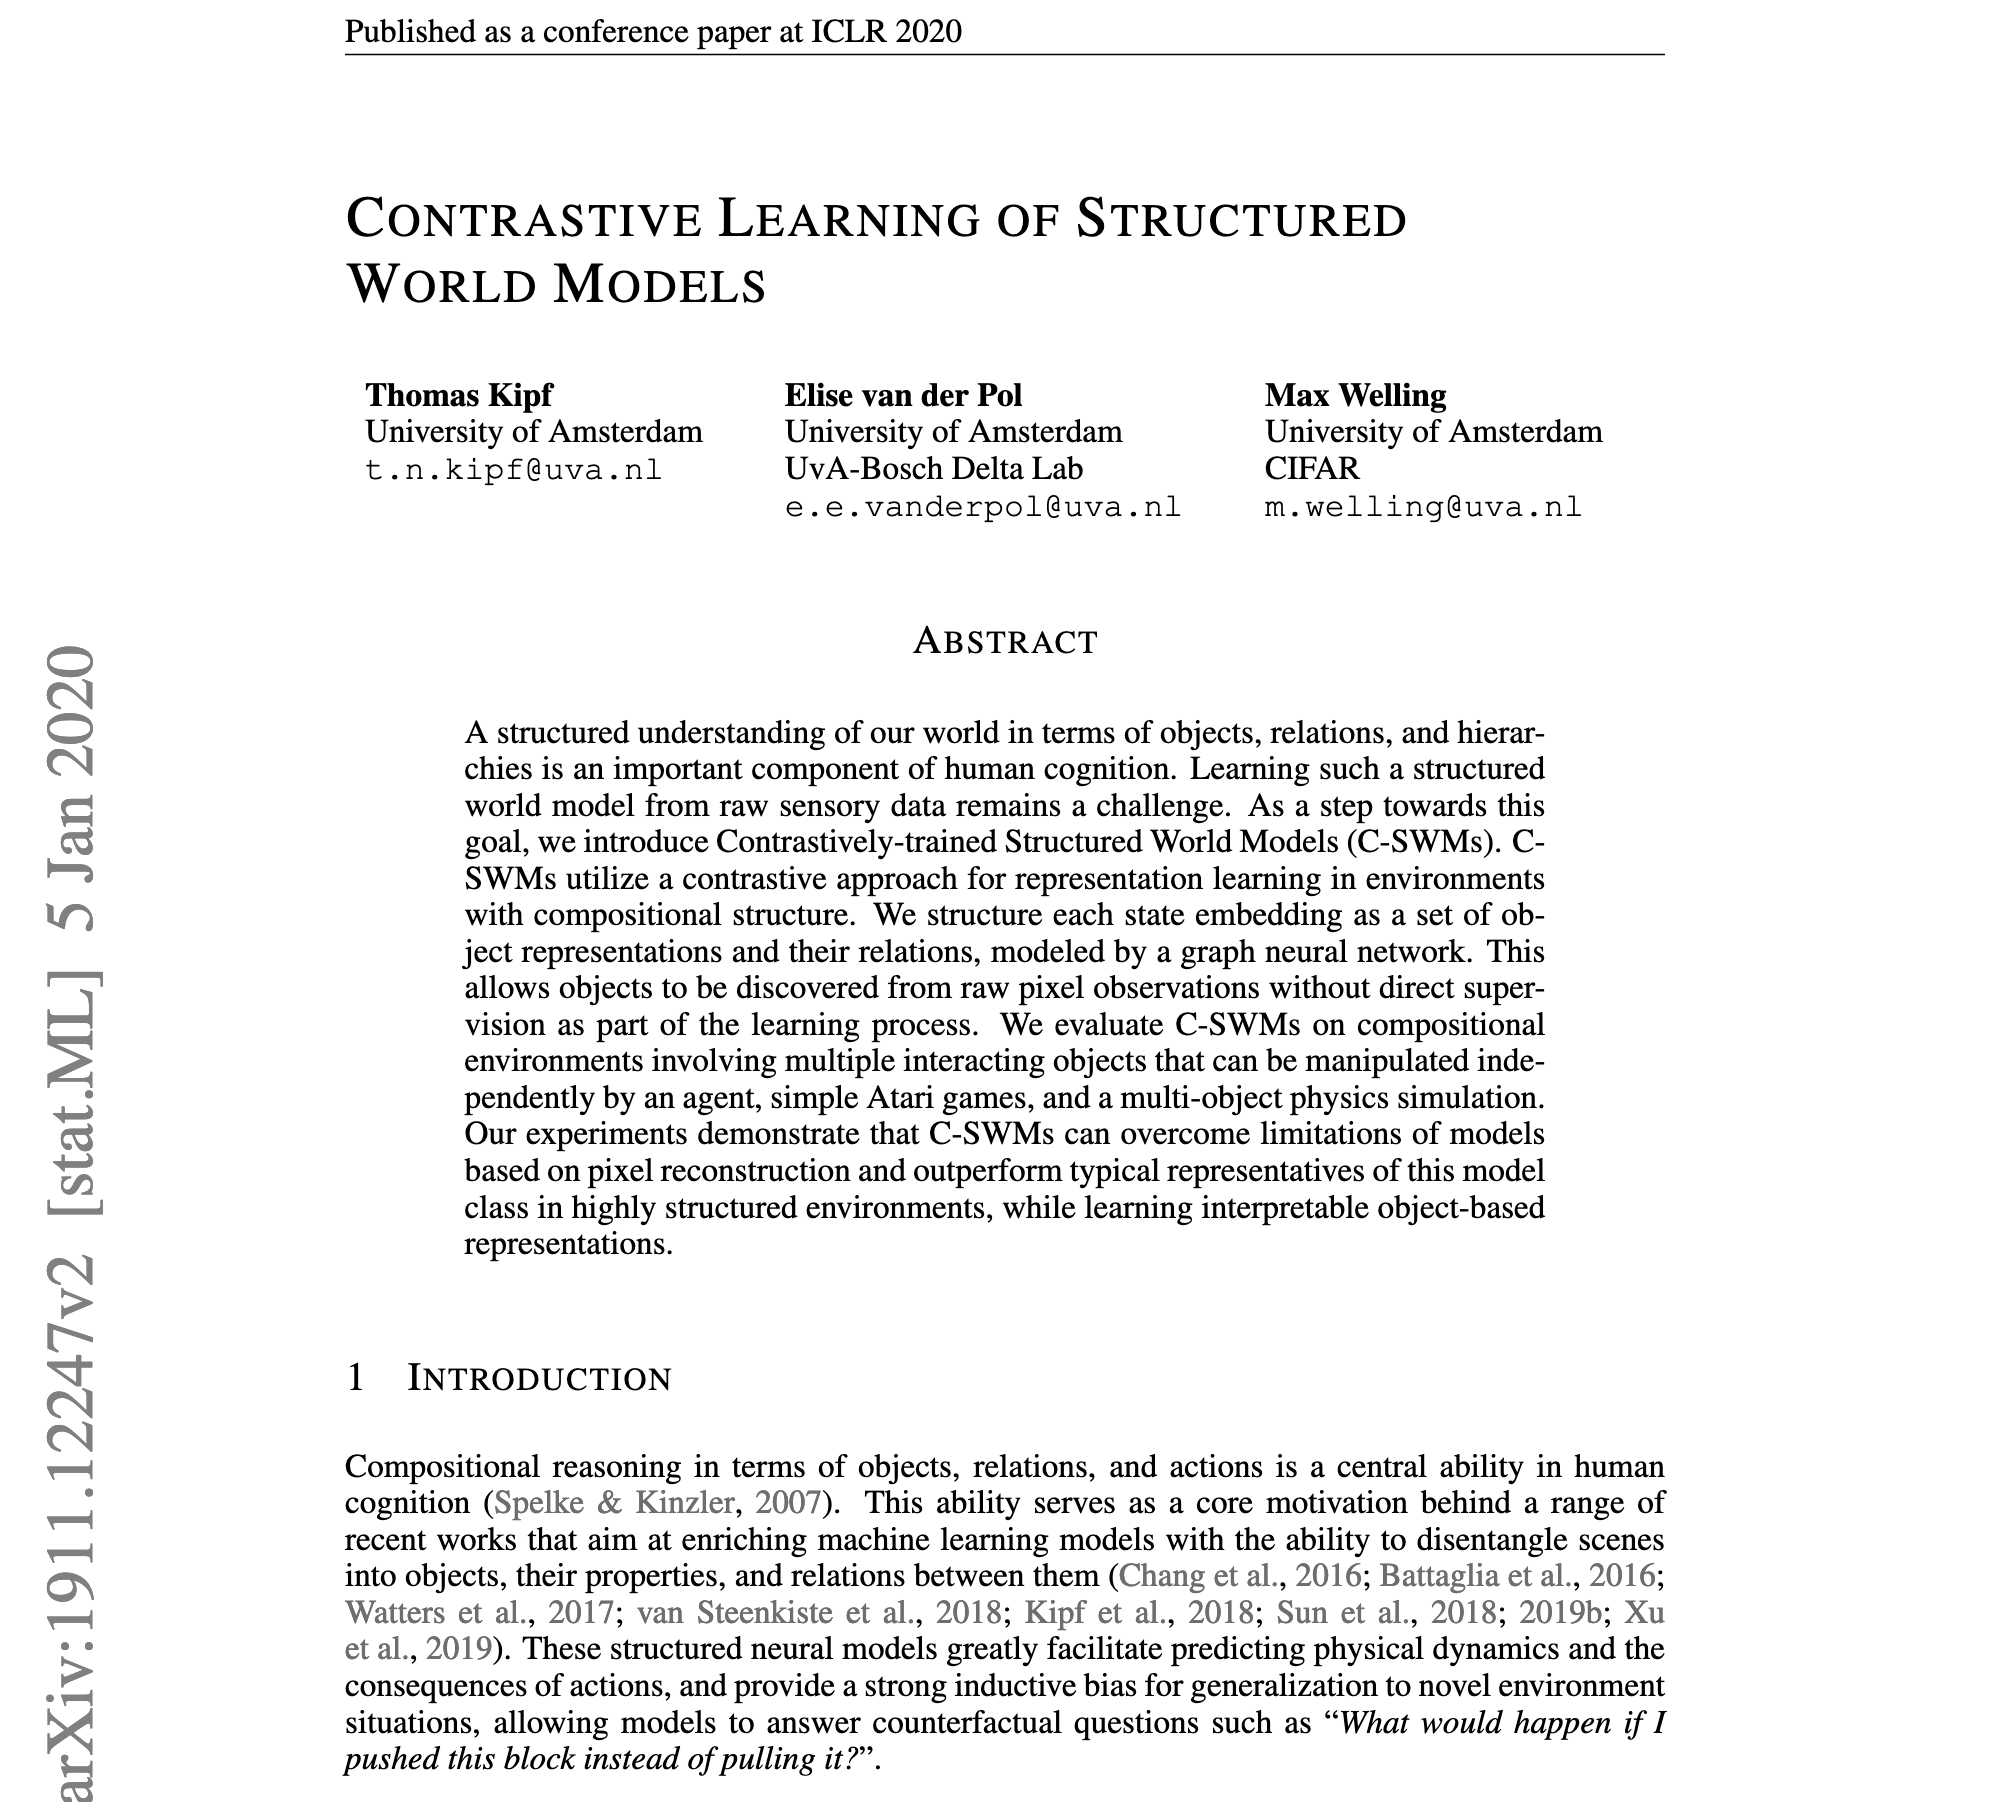 Published as a conference paper at ICLR 2020
CONTRASTIVE LEARNING OF STRUCTURED
WORLD MODELS
Thomas Kipf
University of Amsterdam
t.n.kipf@uva.nl
Elise van der Pol
University of Amsterdam
UvA-Bosch Delta Lab
e.e.vanderpol@uva.nl
Max Welling
University of Amsterdam
CIFAR
m.welling@uva.nl
ABSTRACT
A structured understanding of our world in terms of objects, relations, and hierar-
chies is an important component of human cognition. Learning such a structured
world model from raw sensory data remains a challenge. As a step towards this
goal, we introduce Contrastively-trained Structured World Models (C-SWMs). C-
SWMs utilize a contrastive approach for representation learning in environments
with compositional structure. We structure each state embedding as a set of ob-
ject representations and their relations, modeled by a graph neural network. This
allows objects to be discovered from raw pixel observations without direct super-
vision as part of the learning process. We evaluate C-SWMs on compositional
environments involving multiple interacting objects that can be manipulated inde-
pendently by an agent, simple Atari games, and a multi-object physics simulation.
Our experiments demonstrate that C-SWMs can overcome limitations of models
based on pixel reconstruction and outperform typical representatives of this model
class in highly structured environments, while learning interpretable object-based
representations.
1 INTRODUCTION
Compositional reasoning in terms of objects, relations, and actions is a central ability in human
cognition (Spelke & Kinzler, 2007). This ability serves as a core motivation behind a range of
recent works that aim at enriching machine learning models with the ability to disentangle scenes
into objects, their properties, and relations between them (Chang et al., 2016; Battaglia et al., 2016;
Watters et al., 2017; van Steenkiste et al., 2018; Kipf et al., 2018; Sun et al., 2018; 2019b; Xu
et al., 2019). These structured neural models greatly facilitate predicting physical dynamics and the
consequences of actions, and provide a strong inductive bias for generalization to novel environment
situations, allowing models to answer counterfactual questions such as “What would happen if I
pushed this block instead of pulling it?”.
arXiv:1911.12247v2 [stat.ML] 5 Jan 2020